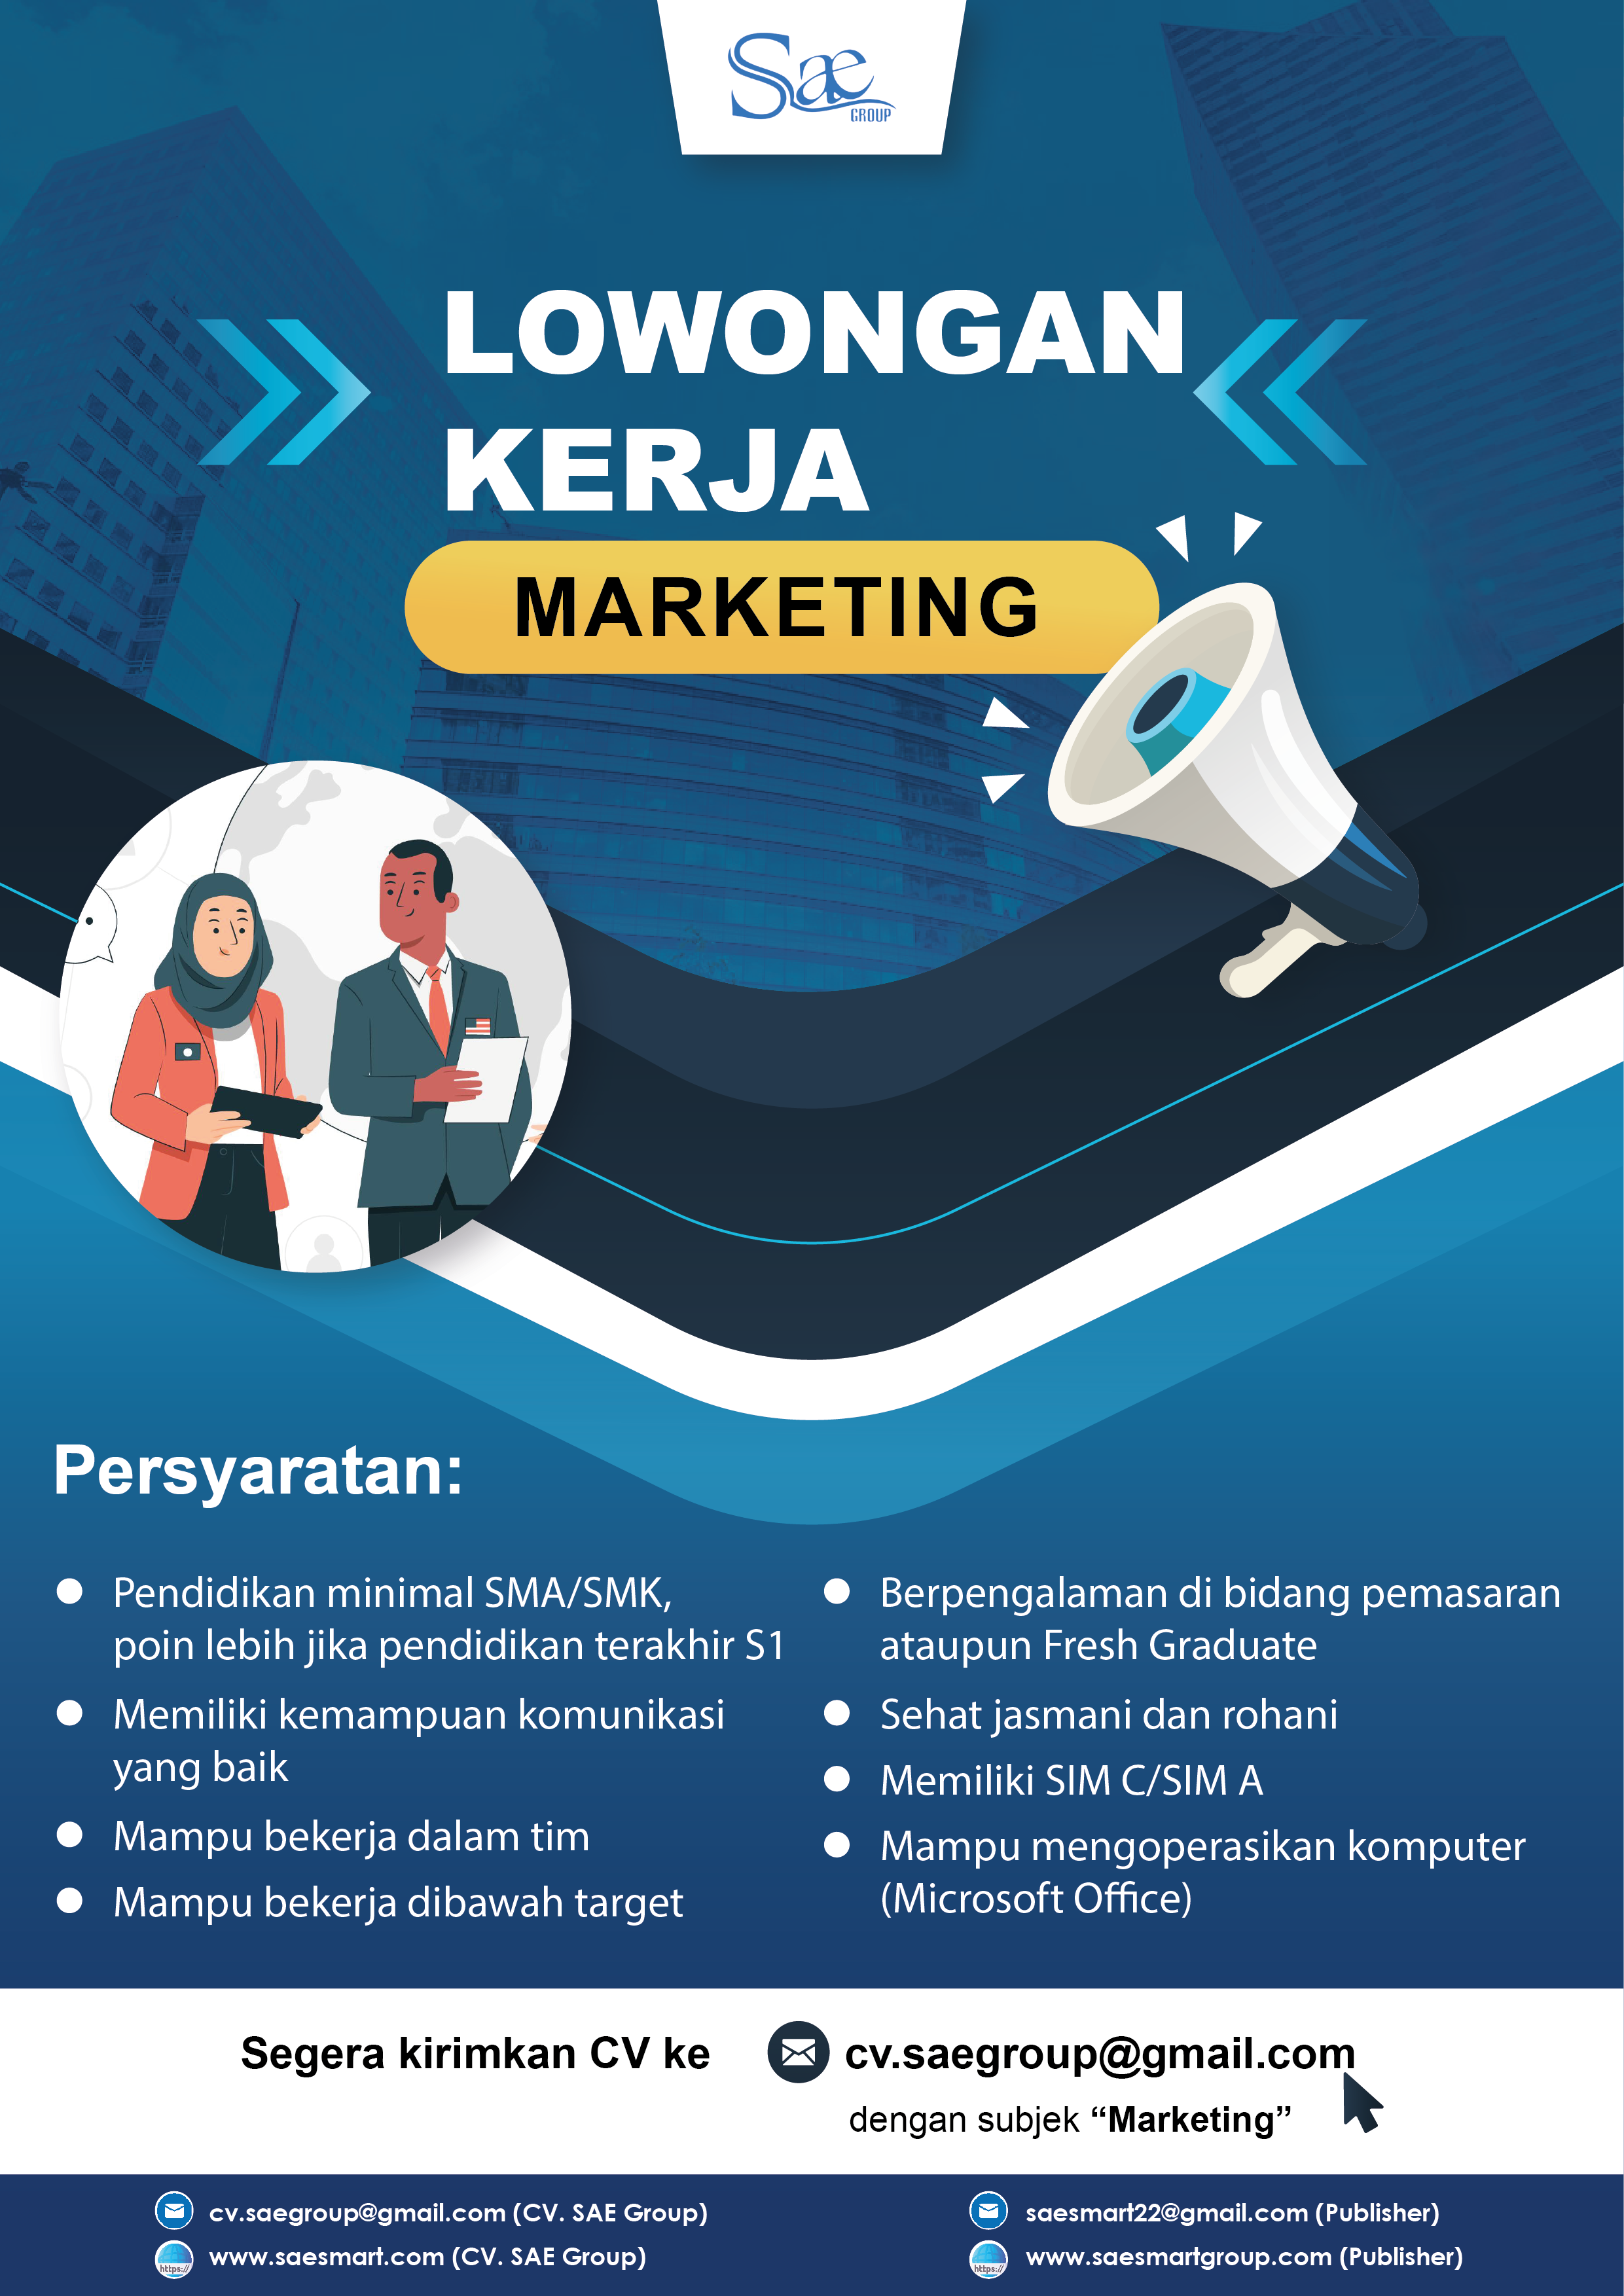 Sae
GROUP
LOWONGAN
KERJA
MARKETING
Persyaratan:
Pendidikan minimal SMA/SMK,
poin lebih jika pendidikan terakhir S1
Memiliki kemampuan komunikasi
yang baik
Mampu bekerja dalam tim
Mampu bekerja dibawah target
Berpengalaman di bidang pemasaran
ataupun Fresh Graduate
Sehat jasmani dan rohani
Memiliki SIM C/SIM A
Mampu mengoperasikan komputer
(Microsoft Office)
Segera kirimkan CV ke cv.saegroup@gmail.com
dengan subjek “Marketing”
cv.saegroup@gmail.com (CV. SAE Group)
https:// www.saesmart.com (CV. SAE Group)
saesmart22@gmail.com (Publisher)
https:// www.saesmartgroup.com (Publisher)